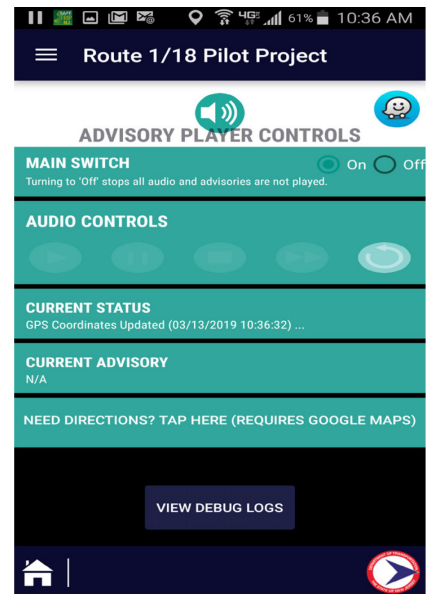 4G 61% 10:36 AM
Route 1/18 Pilot Project
ADVISORY PLAYER CONTROLS
MAIN SWITCH
On Off
Turning to 'Off' stops all audio and advisories are not played.
AUDIO CONTROLS
CURRENT STATUS
GPS Coordinates Updated (03/13/2019 10:36:32) ...
CURRENT ADVISORY
N/A
NEED DIRECTIONS? TAP HERE (REQUIRES GOOGLE MAPS)
VIEW DEBUG LOGS